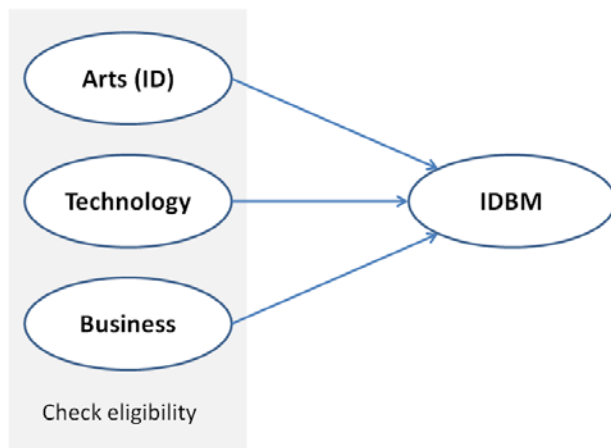 Arts (ID)
Technology
IDBM
Business
Check eligibility